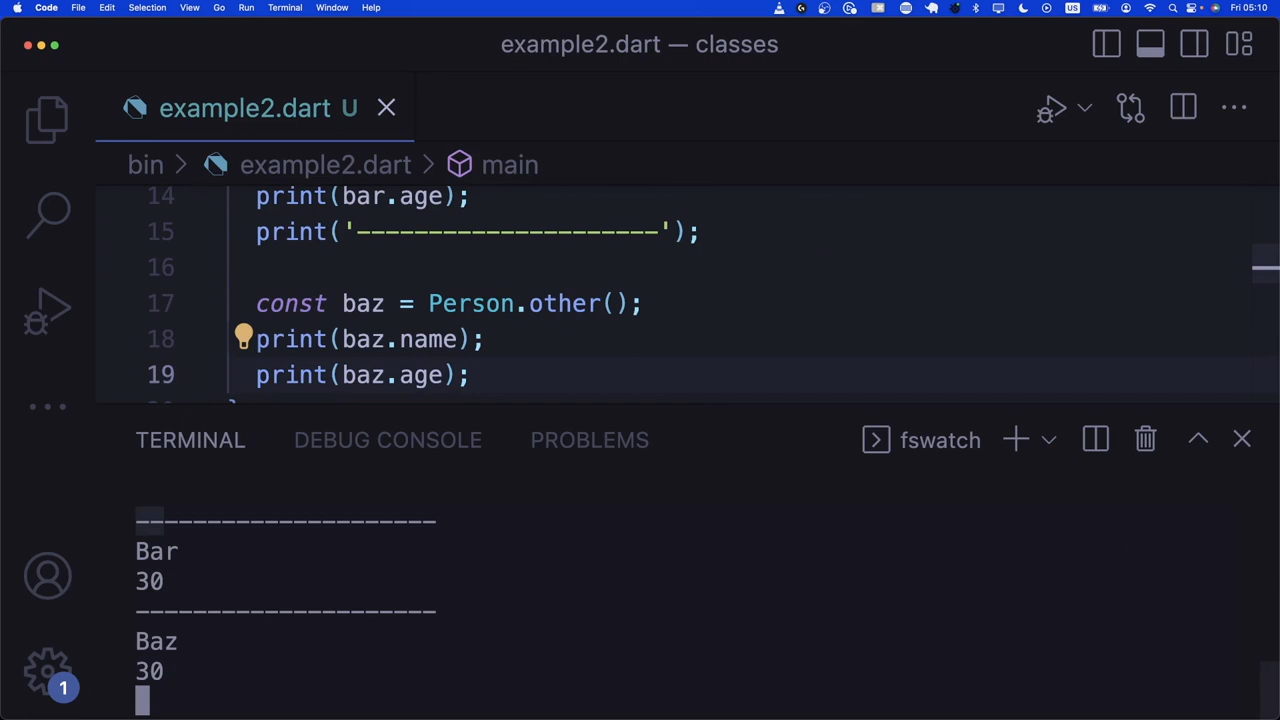 Code File Edit Selection View Go Run Terminal Window Help US Fri 05:10
example2.dart — classes
example2.dart U
bin > example2.dart > main
14 print(bar.age);
15 print('---------------------');
16
17 const baz = Person.other();
18 print(baz.name);
19 print(baz.age);
}
TERMINAL DEBUG CONSOLE PROBLEMS fswatch
---------------------
Bar
30
---------------------
Baz
30
1